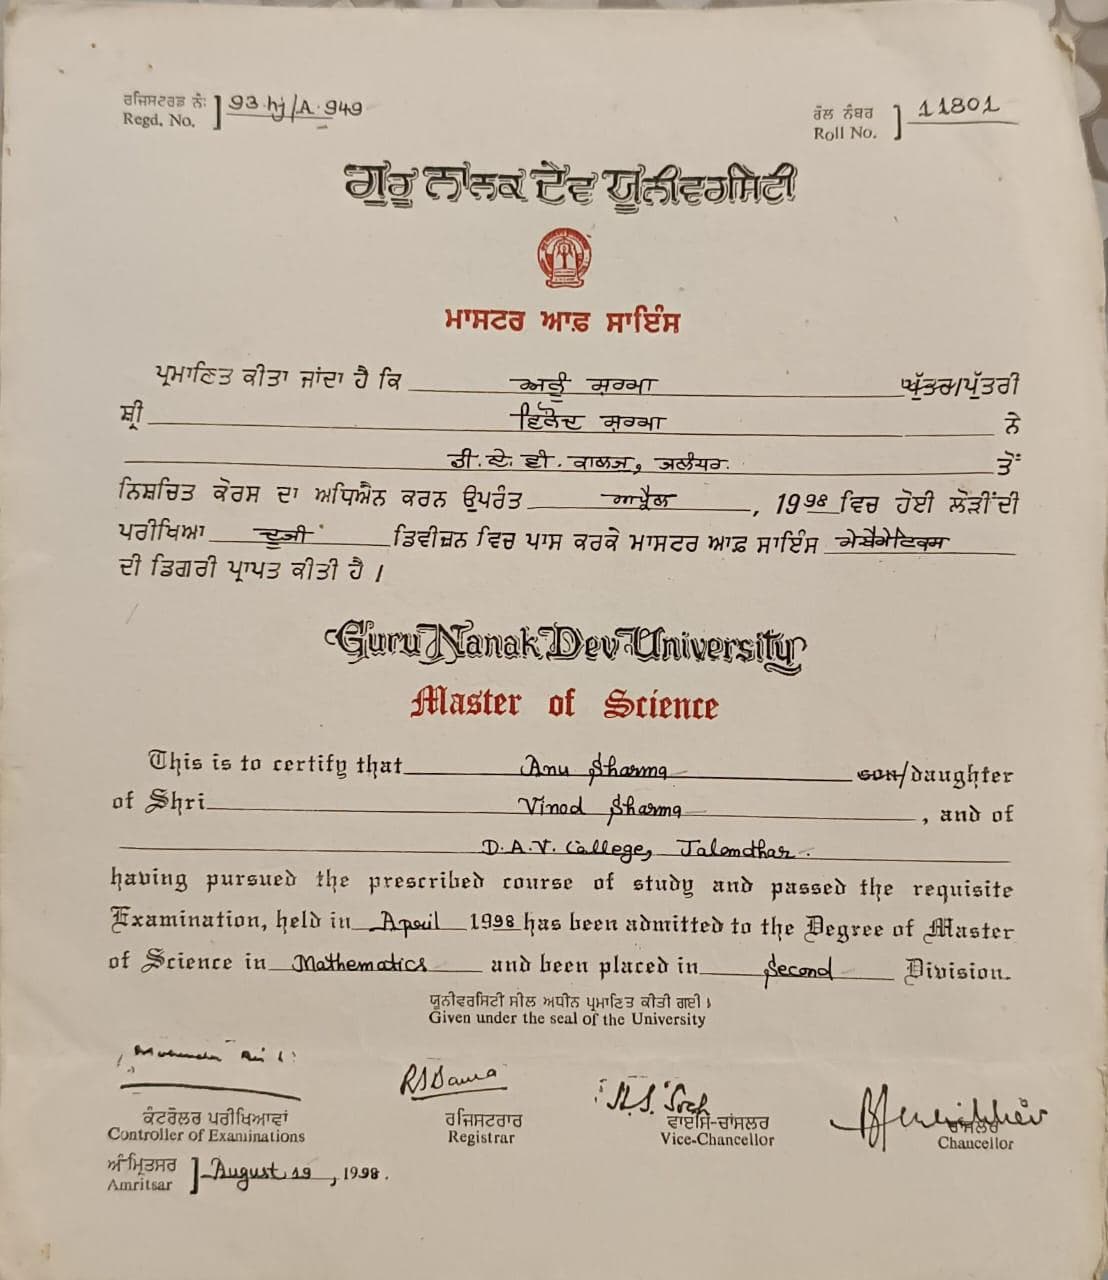 ਰਜਿਸਟਰਡ ਨੰ: ] 93 hj/A.949
Regd. No.
ਰੋਲ ਨੰਬਰ ] 11801
Roll No.
ਗੁਰੂ ਨਾਨਕ ਦੇਵ ਯੂਨੀਵਰਸਿਟੀ
ਮਾਸਟਰ ਆਫ਼ ਸਾਇੰਸ
ਪ੍ਰਮਾਣਿਤ ਕੀਤਾ ਜਾਂਦਾ ਹੈ ਕਿ ਅਨੂੰ ਸ਼ਰਮਾ ਪੁੱਤਰ/ਪੁੱਤਰੀ
ਸ਼੍ਰੀ ਵਿਨੋਦ ਸ਼ਰਮਾ ਨੇ
ਡੀ. ਏ. ਵੀ. ਕਾਲਜ, ਜਲੰਧਰ. ਤੋਂ
ਨਿਸ਼ਚਿਤ ਕੋਰਸ ਦਾ ਅਧਿਐਨ ਕਰਨ ਉਪਰੰਤ ਅਪ੍ਰੈਲ , 1998 ਵਿਚ ਹੋਈ ਲੋੜੀਂਦੀ
ਪਰੀਖਿਆ ਦੂਜੀ ਡਿਵੀਜ਼ਨ ਵਿਚ ਪਾਸ ਕਰਕੇ ਮਾਸਟਰ ਆਫ਼ ਸਾਇੰਸ ਮੈਥੇਮੈਟਿਕਸ
ਦੀ ਡਿਗਰੀ ਪ੍ਰਾਪਤ ਕੀਤੀ ਹੈ ।
Guru Nanak Dev University
Master of Science
This is to certify that Anu Sharma son/daughter
of Shri Vinod Sharma , and of
D.A.V. College, Jalandhar.
having pursued the prescribed course of study and passed the requisite
Examination, held in April 1998 has been admitted to the Degree of Master
of Science in Mathematics and been placed in Second Division.
ਯੂਨੀਵਰਸਿਟੀ ਸੀਲ ਅਧੀਨ ਪ੍ਰਮਾਣਿਤ ਕੀਤੀ ਗਈ ।
Given under the seal of the University
ਕੰਟਰੋਲਰ ਪਰੀਖਿਆਵਾਂ
Controller of Examinations
ਰਜਿਸਟਰਾਰ
Registrar
ਵਾਇਸ-ਚਾਂਸਲਰ
Vice-Chancellor
ਚਾਂਸਲਰ
Chancellor
ਅੰਮ੍ਰਿਤਸਰ ] August 19 , 1998.
Amritsar